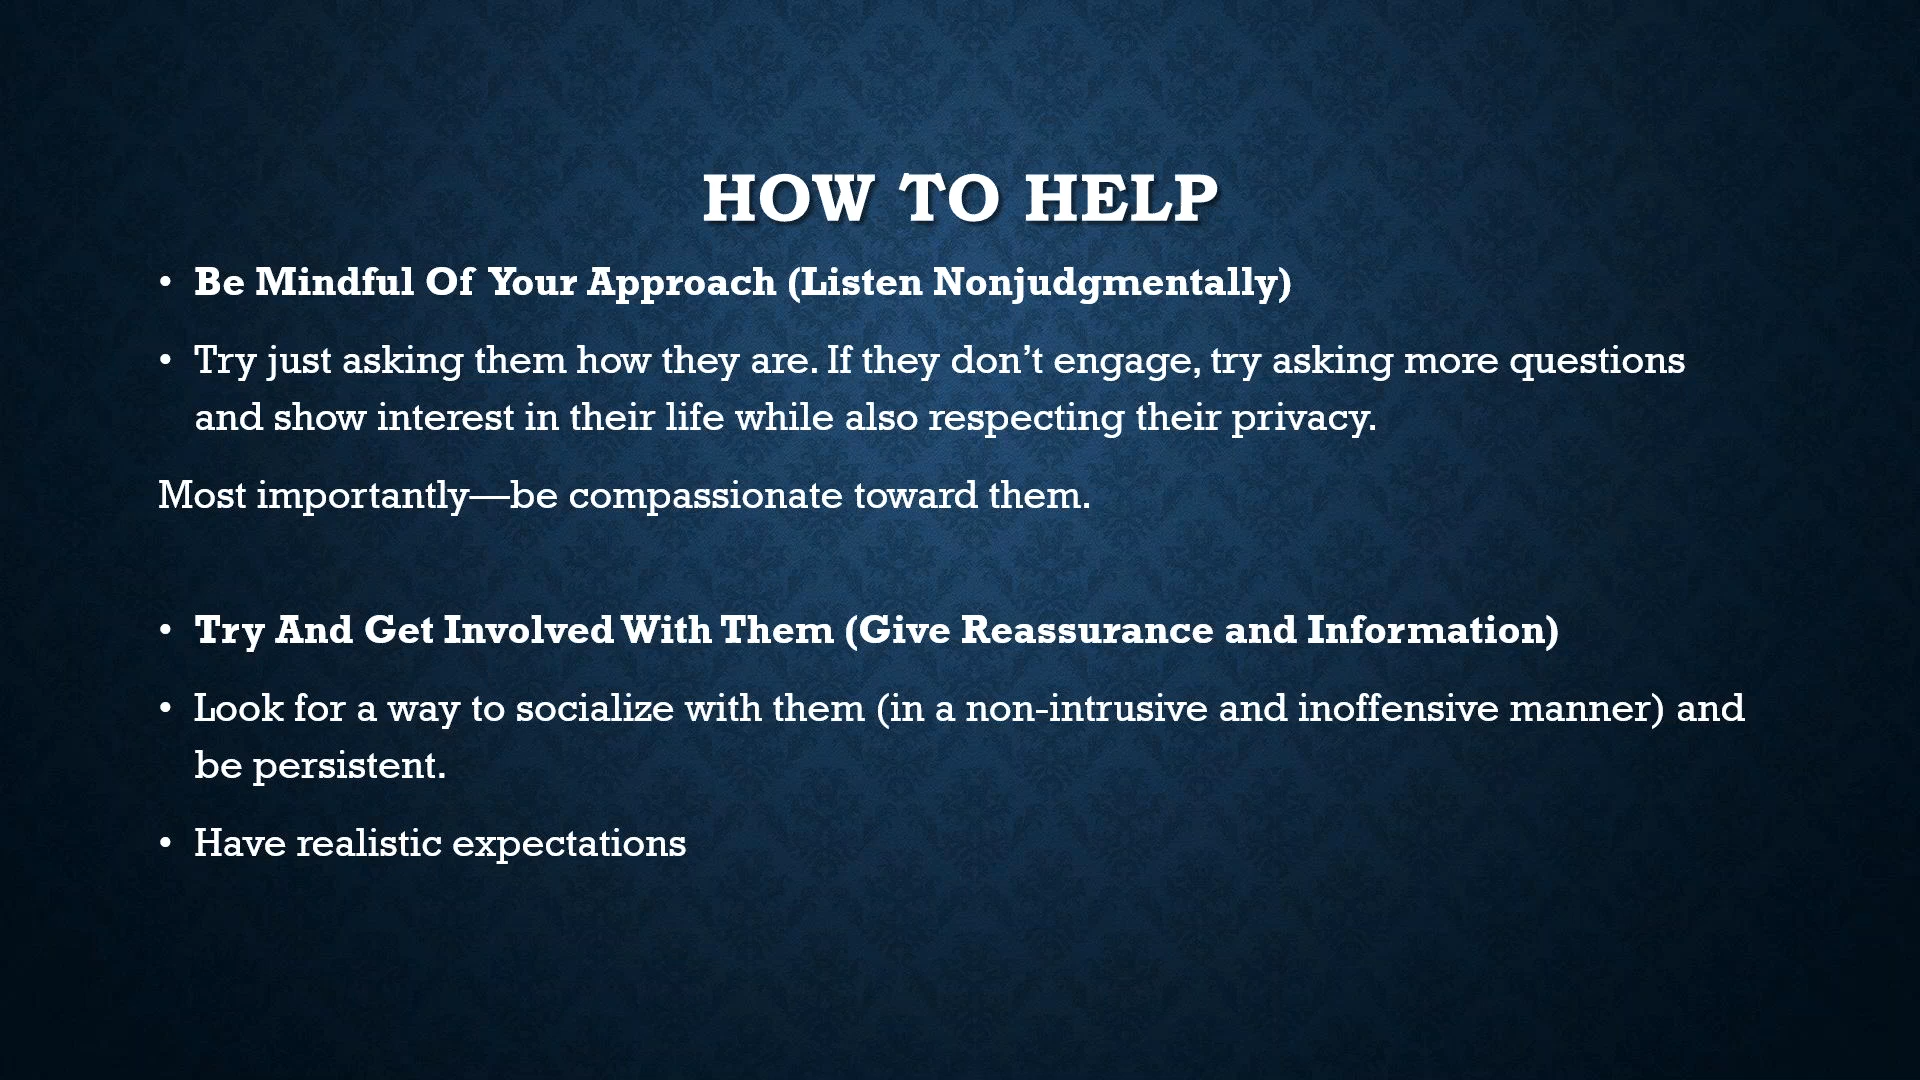 HOW TO HELP
• Be Mindful Of Your Approach (Listen Nonjudgmentally)
• Try just asking them how they are. If they don’t engage, try asking more questions
and show interest in their life while also respecting their privacy.
Most importantly—be compassionate toward them.
• Try And Get Involved With Them (Give Reassurance and Information)
• Look for a way to socialize with them (in a non-intrusive and inoffensive manner) and
be persistent.
• Have realistic expectations